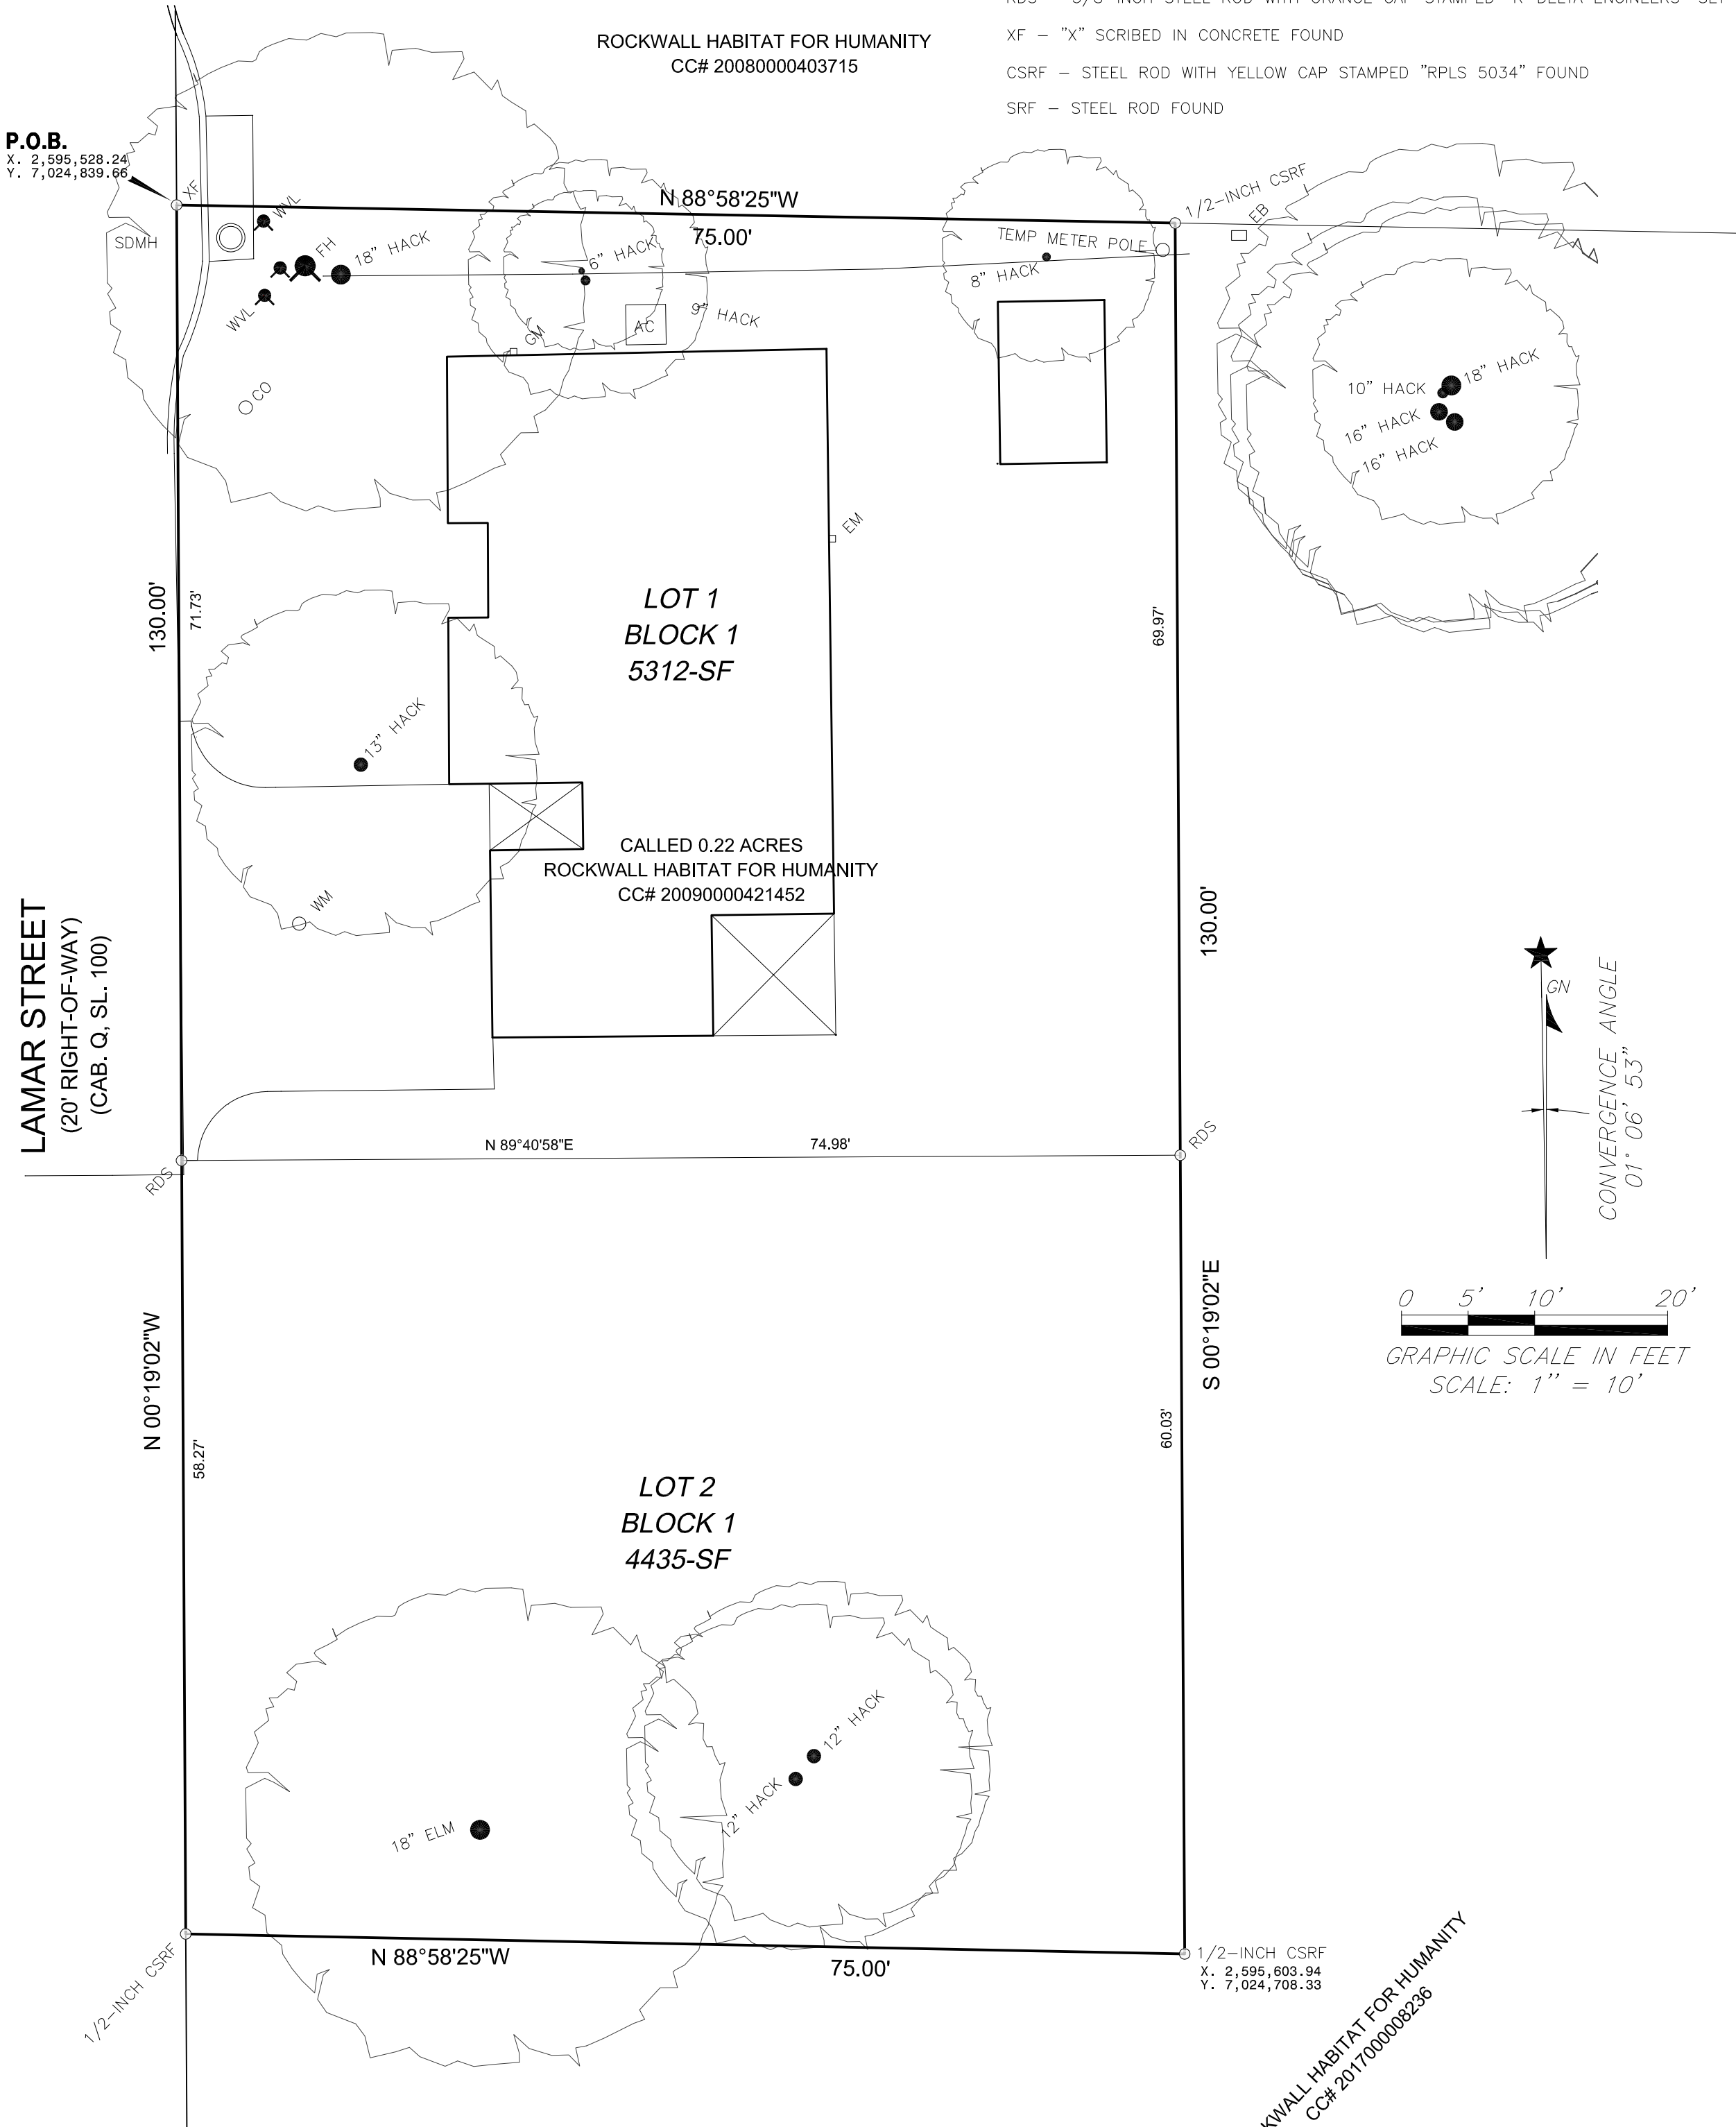 ROCKWALL HABITAT FOR HUMANITY
CC# 20080000403715
XF – "X" SCRIBED IN CONCRETE FOUND
CSRF – STEEL ROD WITH YELLOW CAP STAMPED "RPLS 5034" FOUND
SRF – STEEL ROD FOUND
P.O.B.
X. 2,595,528.24
Y. 7,024,839.66
XF
N 88°58'25"W
75.00'
1/2–INCH CSRF
EB
SDMH
WVL
FH
18" HACK
WVL
6" HACK
TEMP METER POLE
8" HACK
GM
AC
9" HACK
CO
10" HACK
18" HACK
16" HACK
16" HACK
EM
130.00'
71.73'
LOT 1
BLOCK 1
5312-SF
69.97'
13" HACK
CALLED 0.22 ACRES
ROCKWALL HABITAT FOR HUMANITY
CC# 20090000421452
WM
130.00'
LAMAR STREET
(20' RIGHT-OF-WAY)
(CAB. Q, SL. 100)
GN
CONVERGENCE ANGLE
01° 06' 53"
N 89°40'58"E
74.98'
RDS
RDS
N 00°19'02"W
58.27'
S 00°19'02"E
60.03'
0 5' 10' 20'
GRAPHIC SCALE IN FEET
SCALE: 1" = 10'
LOT 2
BLOCK 1
4435-SF
12" HACK
12" HACK
18" ELM
N 88°58'25"W
75.00'
1/2–INCH CSRF
1/2–INCH CSRF
X. 2,595,603.94
Y. 7,024,708.33
KWALL HABITAT FOR HUMANITY
CC# 2017000008236